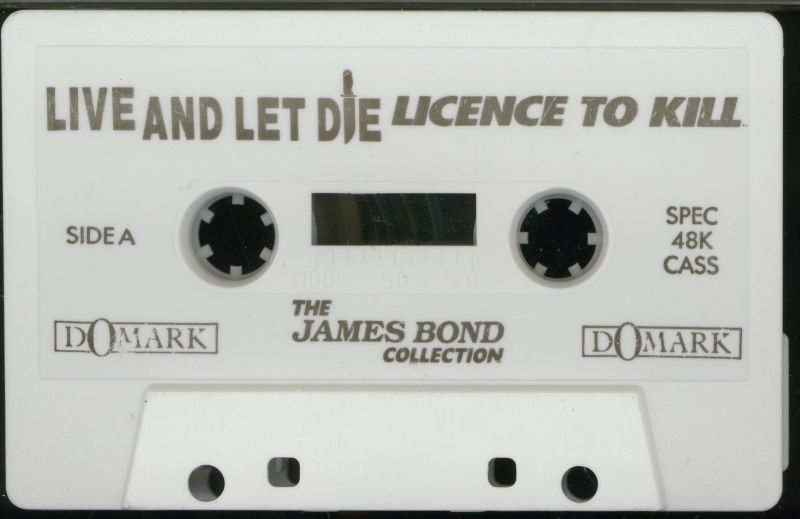 LIVE AND LET DIE LICENCE TO KILL
SIDE A
SPEC
48K
CASS
100 50 0
DOMARK
THE
JAMES BOND
COLLECTION
DOMARK